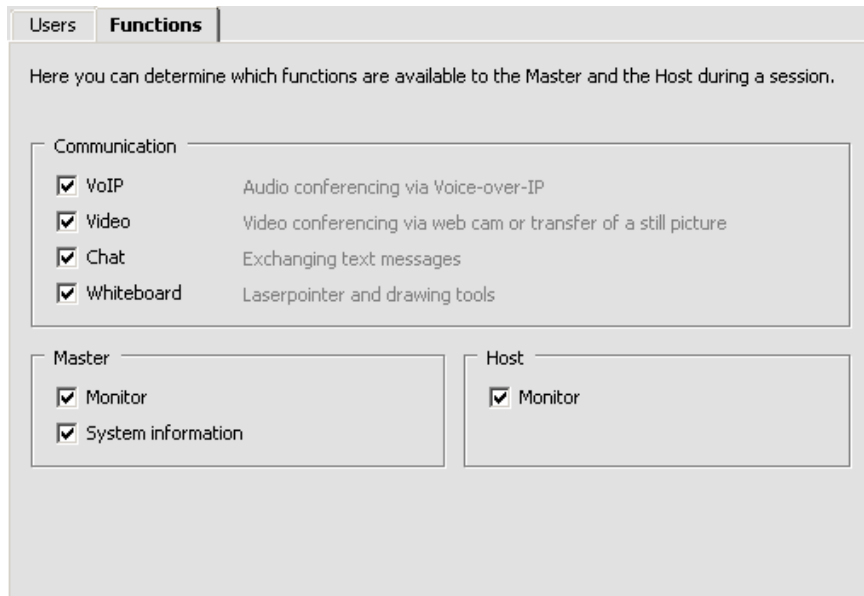 Users Functions
Here you can determine which functions are available to the Master and the Host during a session.
Communication
VoIP Audio conferencing via Voice-over-IP
Video Video conferencing via web cam or transfer of a still picture
Chat Exchanging text messages
Whiteboard Laserpointer and drawing tools
Master
Monitor
System information
Host
Monitor